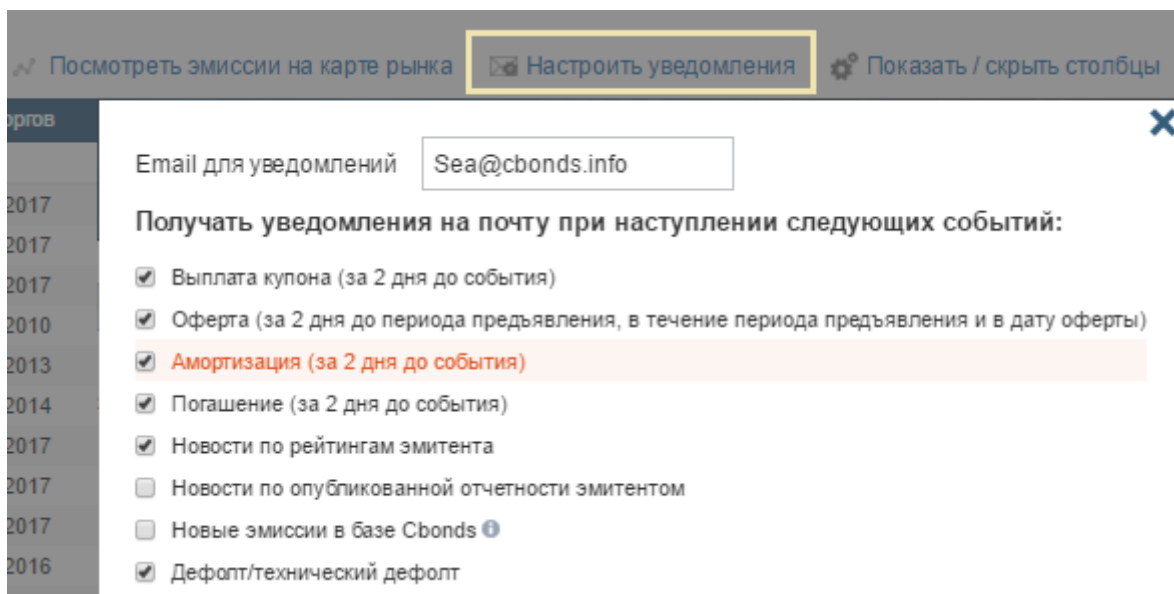 Посмотреть эмиссии на карте рынка Настроить уведомления Показать / скрыть столбцы
оргов
Email для уведомлений Sea@cbonds.info
2017
Получать уведомления на почту при наступлении следующих событий:
2017
2017 Выплата купона (за 2 дня до события)
2010 Оферта (за 2 дня до периода предъявления, в течение периода предъявления и в дату оферты)
2013 Амортизация (за 2 дня до события)
2014 Погашение (за 2 дня до события)
2017 Новости по рейтингам эмитента
2017 Новости по опубликованной отчетности эмитентом
2017 Новые эмиссии в базе Cbonds
2016 Дефолт/технический дефолт